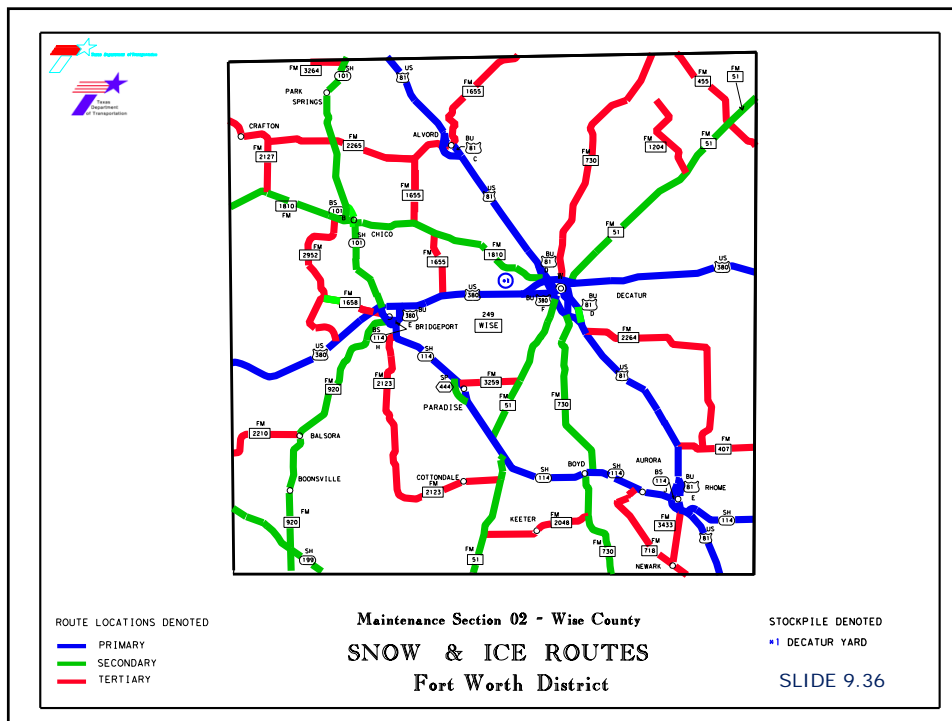 Texas Department of Transportation
Texas
Department
of Transportation
FM
3264
SH
101
US
81
FM
1655
FM
455
FM
51
PARK
SPRINGS
CRAFTON
FM
2265
FM
2127
ALVORD
BU
81
C
FM
730
FM
1204
FM
51
1810
FM
BS
101
B
FM
1655
US
81
SH
101
CHICO
FM
2952
FM
1655
FM
1810
FM
51
BU
81
D
US
380
*1
FM
1658
US
380
BU
380
F
BU
81
D
DECATUR
BU
380
E
BRIDGEPORT
249
WISE
BS
114
H
US
380
SH
114
FM
2264
FM
920
FM
2123
SP
444
FM
3259
US
81
PARADISE
FM
51
FM
730
FM
2210
BALSORA
FM
407
BOONSVILLE
COTTONDALE
FM
2123
SH
114
BOYD
SH
114
AURORA
BS
114
BU
81
E
RHOME
FM
920
KEETER
FM
2048
FM
3433
SH
114
US
81
SH
199
FM
51
FM
730
FM
718
NEWARK
ROUTE LOCATIONS DENOTED
PRIMARY
SECONDARY
TERTIARY
Maintenance Section 02 - Wise County
SNOW & ICE ROUTES
Fort Worth District
STOCKPILE DENOTED
*1 DECATUR YARD
SLIDE 9.36